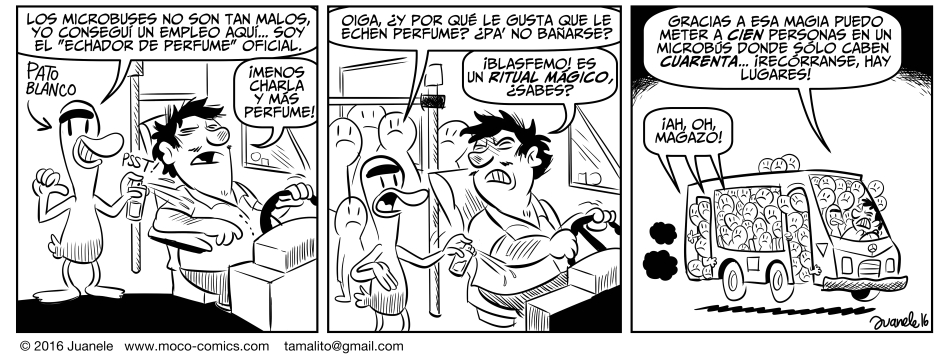 LOS MICROBUSES NO SON TAN MALOS,
YO CONSEGUÍ UN EMPLEO AQUÍ... SOY
EL "ECHADOR DE PERFUME" OFICIAL.
PATO
BLANCO
¡MENOS
CHARLA
Y MÁS
PERFUME!
PSST
OIGA, ¿Y POR QUÉ LE GUSTA QUE LE
ECHEN PERFUME? ¿PA' NO BAÑARSE?
¡BLASFEMO! ES
UN RITUAL MÁGICO,
¿SABES?
GRACIAS A ESA MAGIA PUEDO
METER A CIEN PERSONAS EN UN
MICROBÚS DONDE SÓLO CABEN
CUARENTA... ¡RECÓRRANSE, HAY
LUGARES!
¡AH, OH,
MAGAZO!
Juanele 16
© 2016 Juanele www.moco-comics.com tamalito@gmail.com